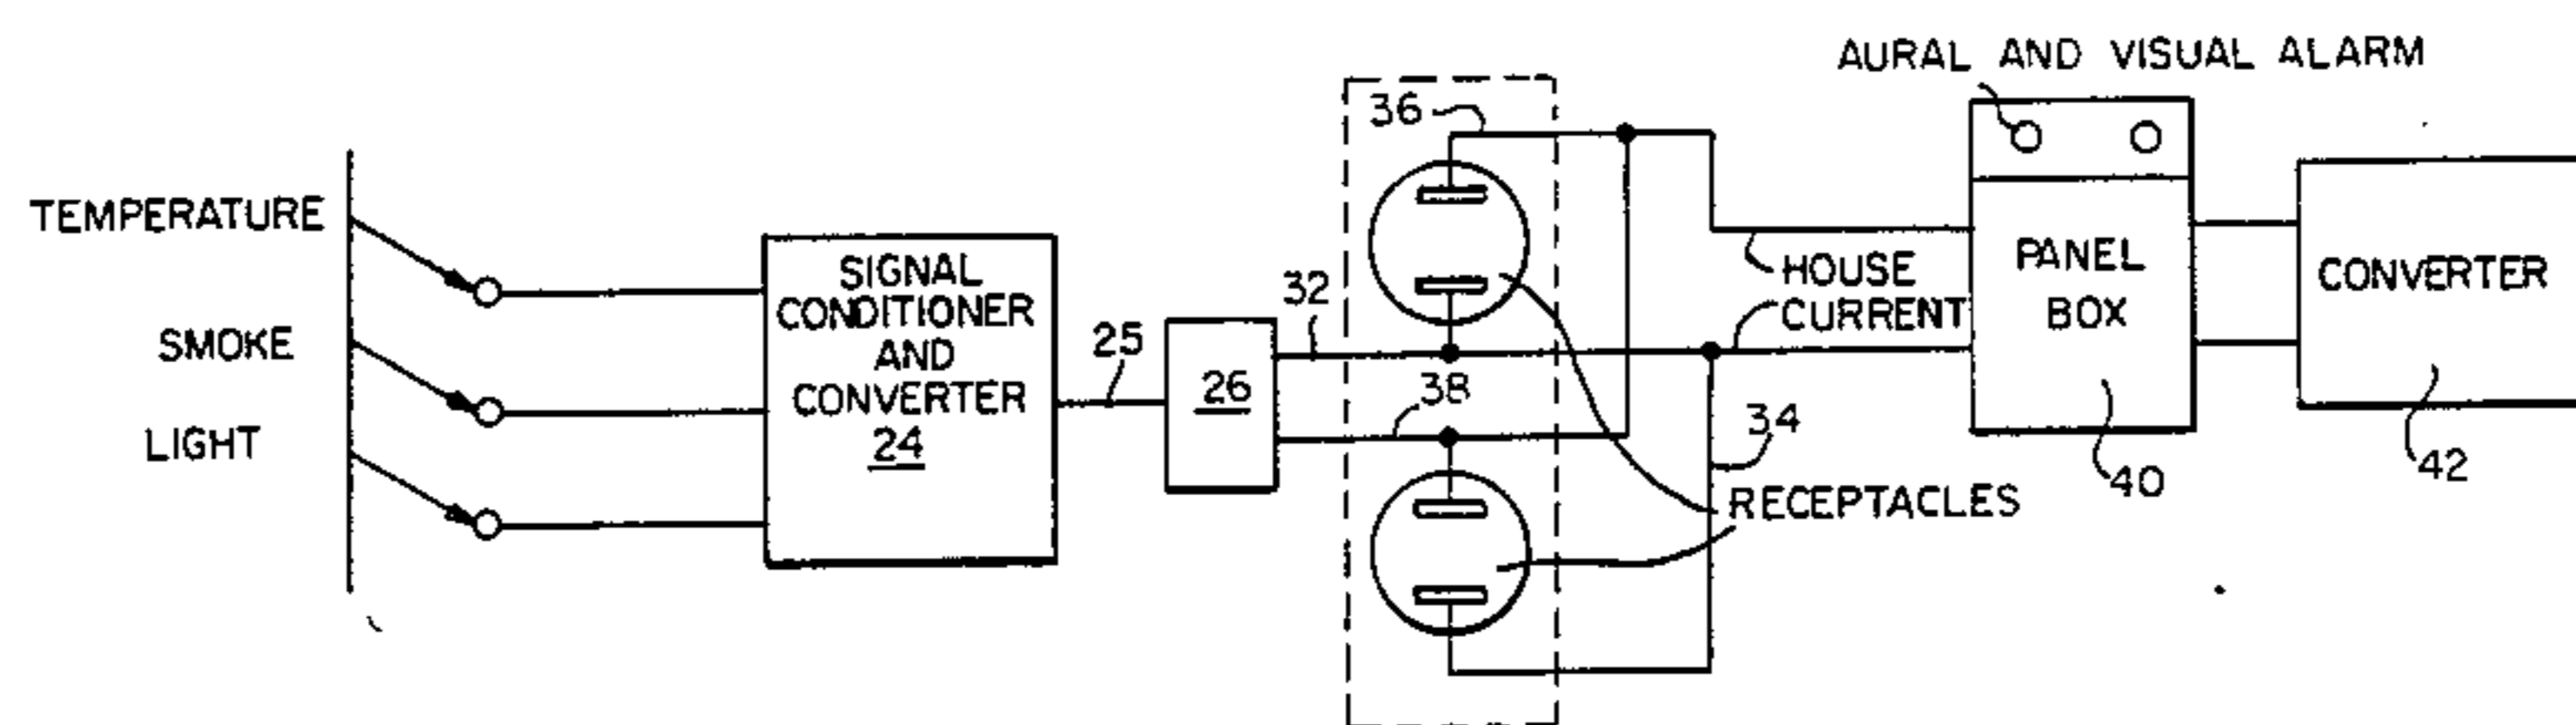 AURAL AND VISUAL ALARM
TEMPERATURE
SMOKE
LIGHT
SIGNAL
CONDITIONER
AND
CONVERTER
24
25
26
32
36
38
34
HOUSE
CURRENT
RECEPTACLES
PANEL
BOX
40
CONVERTER
42